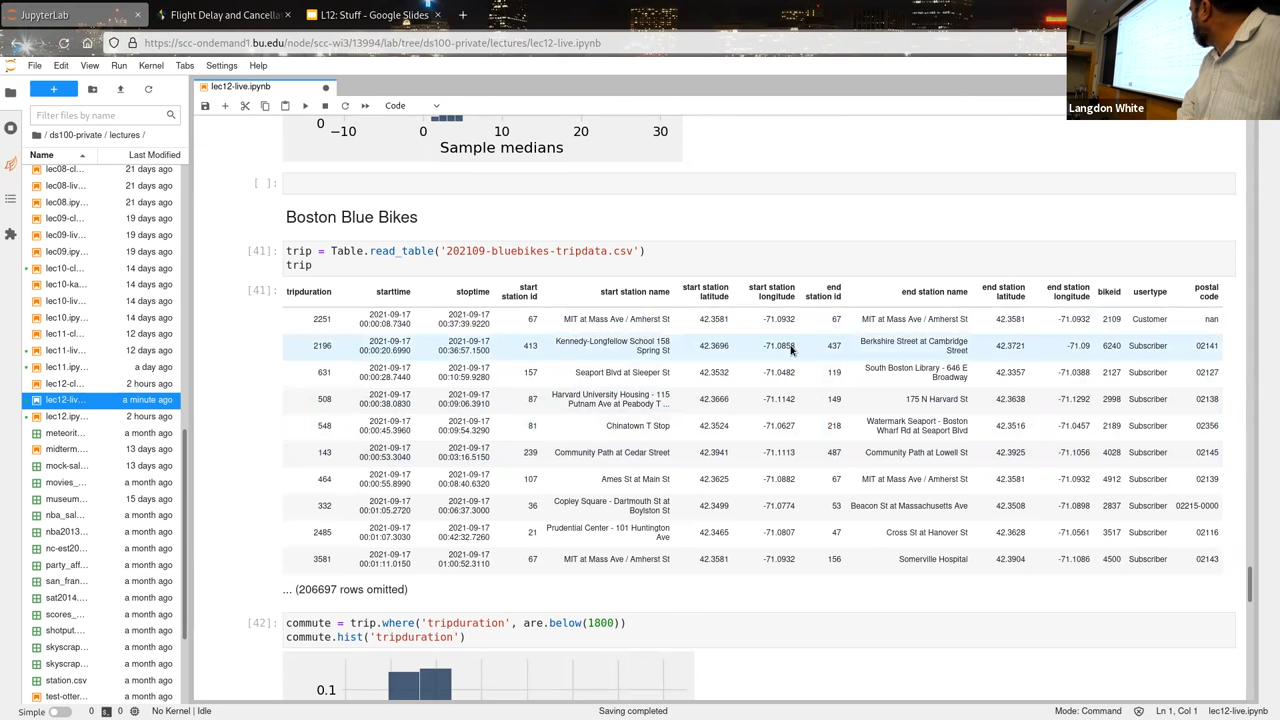 JupyterLab
Flight Delay and Cancella
L12: Stuff - Google Slides
https://scc-ondemand1.bu.edu/node/scc-wi3/13994/lab/tree/ds100-private/lectures/lec12-live.ipynb
Langdon White
File Edit View Run Kernel Tabs Settings Help
lec12-live.ipynb
Code
Filter files by name
/ ds100-private / lectures /
Name Last Modified
lec08-cl... 21 days ago
lec08-liv... 21 days ago
lec08.ipy... 21 days ago
lec09-cl... 19 days ago
lec09-liv... 19 days ago
lec09.ipy... 19 days ago
lec10-cl... 14 days ago
lec10-ka... 14 days ago
lec10-liv... 14 days ago
lec10.ipy... 14 days ago
lec11-cl... 12 days ago
lec11-liv... 12 days ago
lec11.ipy... a day ago
lec12-cl... 2 hours ago
lec12-liv... a minute ago
lec12.ipy... 2 hours ago
meteorit... a month ago
midterm.... 13 days ago
mock-sal... a month ago
movies_... a month ago
museum... 15 days ago
nba_sal... a month ago
nba2013... a month ago
nc-est20... a month ago
party_aff... a month ago
san_fran... a month ago
sat2014.... a month ago
scores_... a month ago
shotput.... a month ago
skyscrap... a month ago
skyscrap... a month ago
station.csv a month ago
test-otter... a month ago
0
−10 0 10 20 30
Sample medians
[ ]:
Boston Blue Bikes
[41]: trip = Table.read_table('202109-bluebikes-tripdata.csv')
trip
[41]: tripduration starttime stoptime start station id start station name start station latitude start station longitude end station id end station name end station latitude end station longitude bikeid usertype postal code
2251 2021-09-17 00:00:08.7340 2021-09-17 00:37:39.9220 67 MIT at Mass Ave / Amherst St 42.3581 -71.0932 67 MIT at Mass Ave / Amherst St 42.3581 -71.0932 2109 Customer nan
2196 2021-09-17 00:00:20.6990 2021-09-17 00:36:57.1500 413 Kennedy-Longfellow School 158 Spring St 42.3696 -71.0858 437 Berkshire Street at Cambridge Street 42.3721 -71.09 6240 Subscriber 02141
631 2021-09-17 00:00:28.7440 2021-09-17 00:10:59.9280 157 Seaport Blvd at Sleeper St 42.3532 -71.0482 119 South Boston Library - 646 E Broadway 42.3357 -71.0388 2127 Subscriber 02127
508 2021-09-17 00:00:38.0830 2021-09-17 00:09:06.3910 87 Harvard University Housing - 115 Putnam Ave at Peabody T ... 42.3666 -71.1142 149 175 N Harvard St 42.3638 -71.1292 2998 Subscriber 02138
548 2021-09-17 00:00:45.3960 2021-09-17 00:09:54.3290 81 Chinatown T Stop 42.3524 -71.0627 218 Watermark Seaport - Boston Wharf Rd at Seaport Blvd 42.3516 -71.0457 2189 Subscriber 02356
143 2021-09-17 00:00:53.3040 2021-09-17 00:03:16.5150 239 Community Path at Cedar Street 42.3941 -71.1113 487 Community Path at Lowell St 42.3925 -71.1056 4028 Subscriber 02145
464 2021-09-17 00:00:55.8990 2021-09-17 00:08:40.6320 107 Ames St at Main St 42.3625 -71.0882 67 MIT at Mass Ave / Amherst St 42.3581 -71.0932 4912 Subscriber 02139
332 2021-09-17 00:01:05.2720 2021-09-17 00:06:37.3000 36 Copley Square - Dartmouth St at Boylston St 42.3499 -71.0774 53 Beacon St at Massachusetts Ave 42.3508 -71.0898 2837 Subscriber 02215-0000
2485 2021-09-17 00:01:07.3030 2021-09-17 00:42:32.7260 21 Prudential Center - 101 Huntington Ave 42.3465 -71.0783 47 Cross St at Hanover St 42.3628 -71.0561 3517 Subscriber 02116
3581 2021-09-17 00:01:11.0150 2021-09-17 01:00:52.3110 67 MIT at Mass Ave / Amherst St 42.3581 -71.0932 156 Somerville Hospital 42.3904 -71.1086 4500 Subscriber 02143
... (206697 rows omitted)
[42]: commute = trip.where('tripduration', are.below(1800))
commute.hist('tripduration')
0.1
Simple 0 0 No Kernel | Idle Saving completed Mode: Command Ln 1, Col 1 lec12-live.ipynb